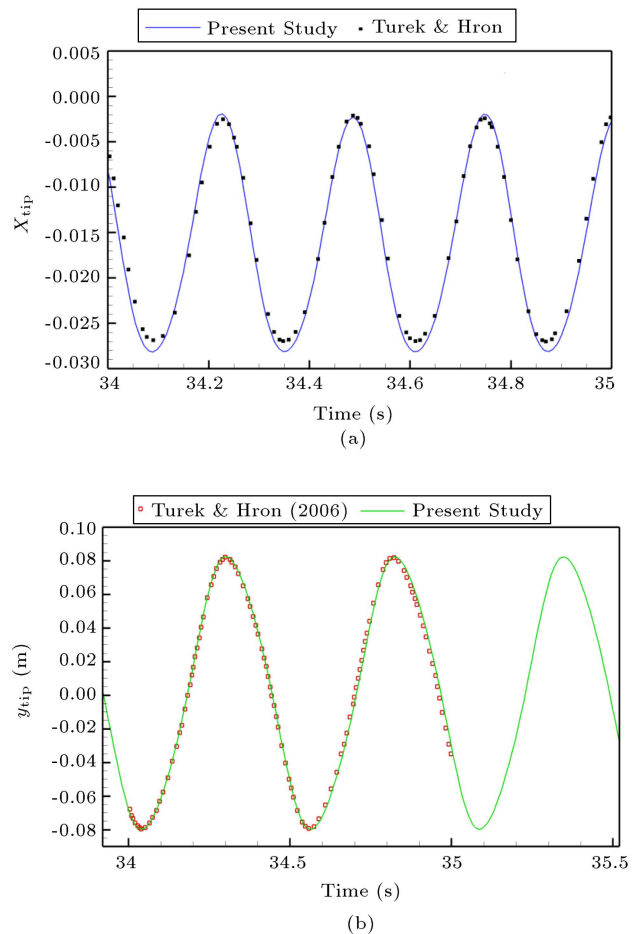 Present Study Turek & Hron
0.005
0.000
-0.005
-0.010
-0.015
-0.020
-0.025
-0.030
X_tip
34 34.2 34.4 34.6 34.8 35
Time (s)
(a)
Turek & Hron (2006) Present Study
0.10
0.08
0.06
0.04
0.02
0.00
-0.02
-0.04
-0.06
-0.08
y_tip (m)
34 34.5 35 35.5
Time (s)
(b)